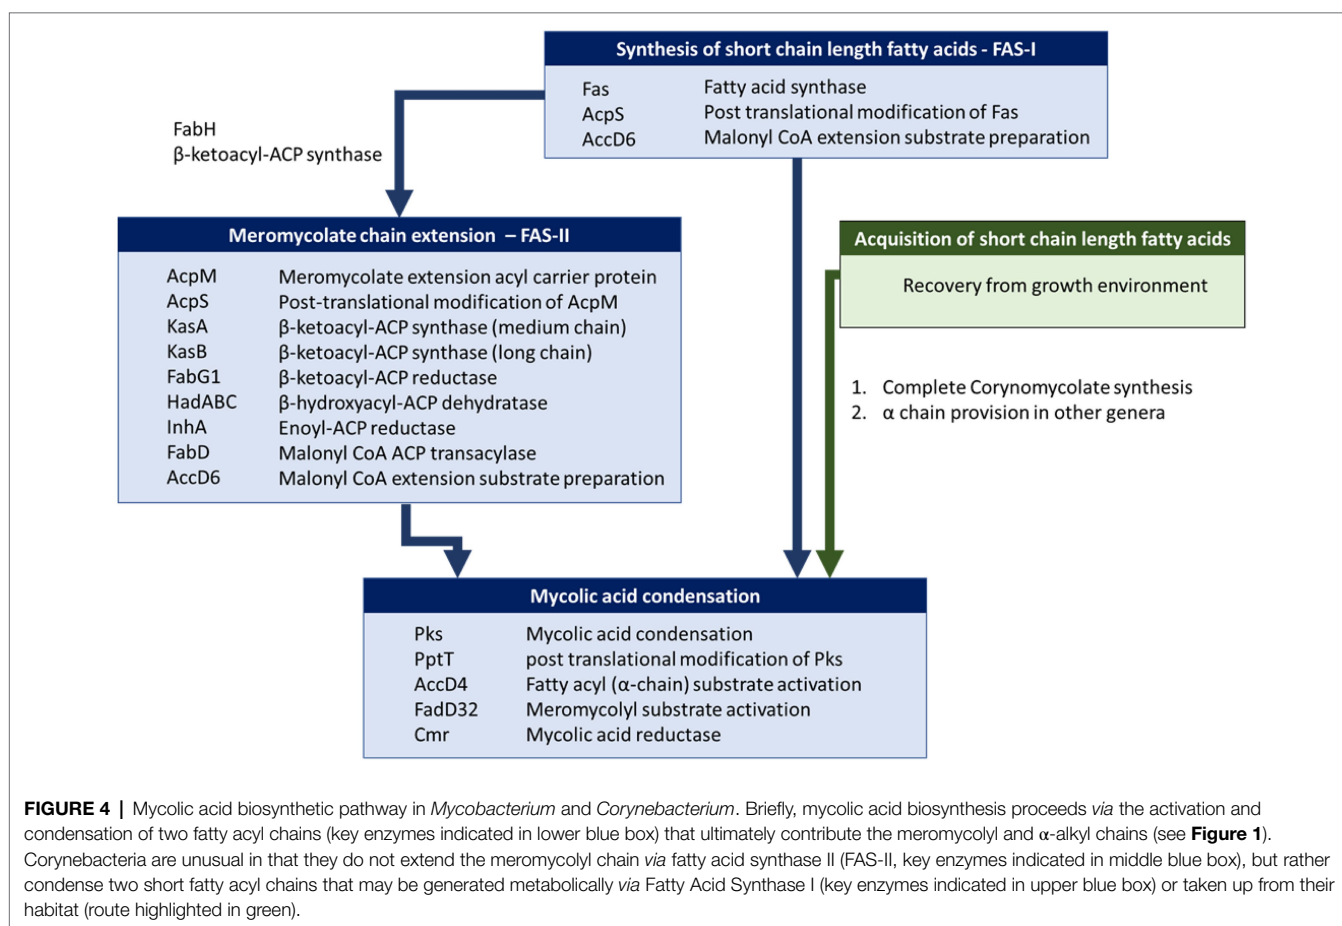 Synthesis of short chain length fatty acids - FAS-I
Fas Fatty acid synthase
AcpS Post translational modification of Fas
AccD6 Malonyl CoA extension substrate preparation
FabH
β-ketoacyl-ACP synthase
Meromycolate chain extension – FAS-II
AcpM Meromycolate extension acyl carrier protein
AcpS Post-translational modification of AcpM
KasA β-ketoacyl-ACP synthase (medium chain)
KasB β-ketoacyl-ACP synthase (long chain)
FabG1 β-ketoacyl-ACP reductase
HadABC β-hydroxyacyl-ACP dehydratase
InhA Enoyl-ACP reductase
FabD Malonyl CoA ACP transacylase
AccD6 Malonyl CoA extension substrate preparation
Acquisition of short chain length fatty acids
Recovery from growth environment
1. Complete Corynomycolate synthesis
2. α chain provision in other genera
Mycolic acid condensation
Pks Mycolic acid condensation
PptT post translational modification of Pks
AccD4 Fatty acyl (α-chain) substrate activation
FadD32 Meromycolyl substrate activation
Cmr Mycolic acid reductase
FIGURE 4 | Mycolic acid biosynthetic pathway in Mycobacterium and Corynebacterium. Briefly, mycolic acid biosynthesis proceeds via the activation and
condensation of two fatty acyl chains (key enzymes indicated in lower blue box) that ultimately contribute the meromycolyl and α-alkyl chains (see Figure 1).
Corynebacteria are unusual in that they do not extend the meromycolyl chain via fatty acid synthase II (FAS-II, key enzymes indicated in middle blue box), but rather
condense two short fatty acyl chains that may be generated metabolically via Fatty Acid Synthase I (key enzymes indicated in upper blue box) or taken up from their
habitat (route highlighted in green).